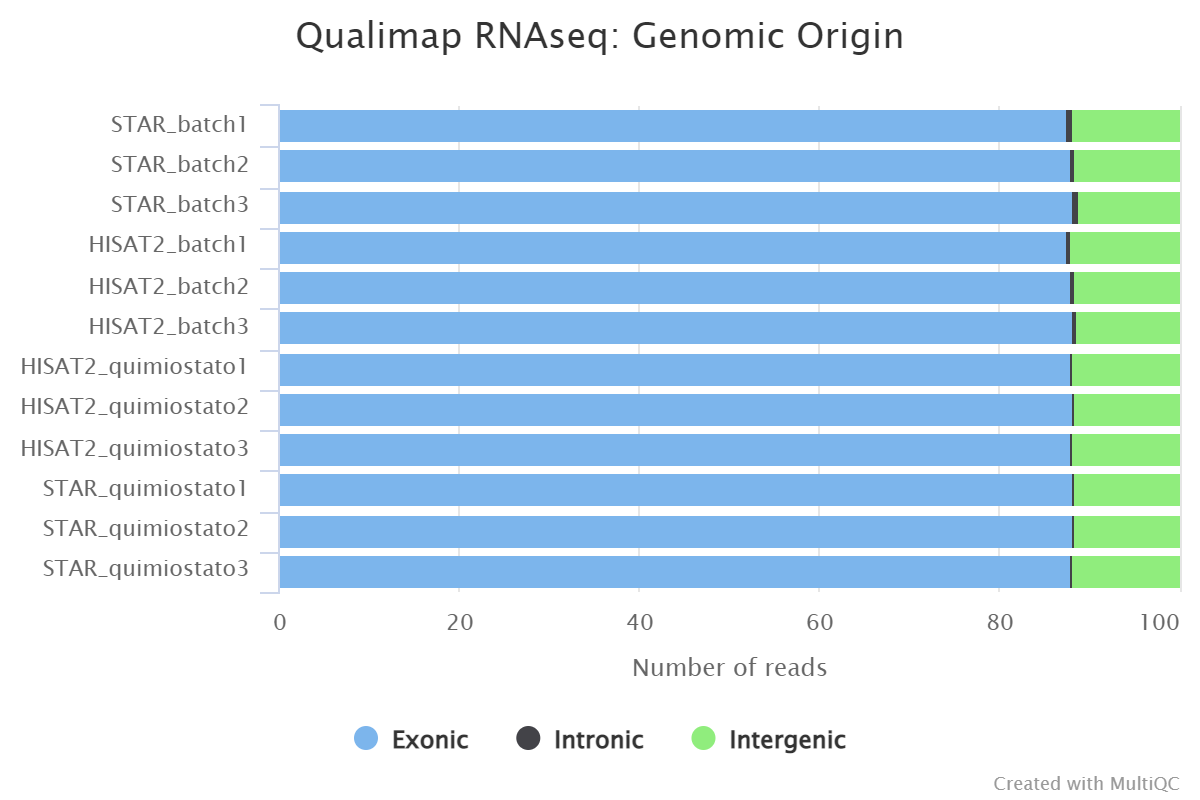 Qualimap RNAseq: Genomic Origin
STAR_batch1
STAR_batch2
STAR_batch3
HISAT2_batch1
HISAT2_batch2
HISAT2_batch3
HISAT2_quimiostato1
HISAT2_quimiostato2
HISAT2_quimiostato3
STAR_quimiostato1
STAR_quimiostato2
STAR_quimiostato3
0 20 40 60 80 100
Number of reads
Exonic Intronic Intergenic
Created with MultiQC